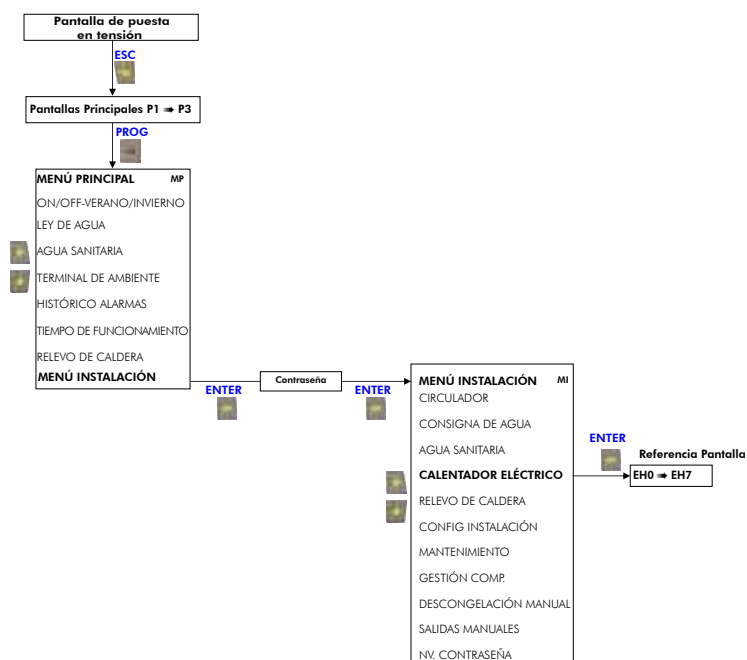 Pantalla de puesta
en tensión
ESC
Pantallas Principales P1 ➠ P3
PROG
MENÚ PRINCIPAL MP
ON/OFF-VERANO/INVIERNO
LEY DE AGUA
AGUA SANITARIA
TERMINAL DE AMBIENTE
HISTÓRICO ALARMAS
TIEMPO DE FUNCIONAMIENTO
RELEVO DE CALDERA
MENÚ INSTALACIÓN
ENTER
Contraseña
ENTER
MENÚ INSTALACIÓN MI
CIRCULADOR
CONSIGNA DE AGUA
AGUA SANITARIA
CALENTADOR ELÉCTRICO
RELEVO DE CALDERA
CONFIG INSTALACIÓN
MANTENIMIENTO
GESTIÓN COMP.
DESCONGELACIÓN MANUAL
SALIDAS MANUALES
NV. CONTRASEÑA
ENTER
Referencia Pantalla
EH0 ➠ EH7